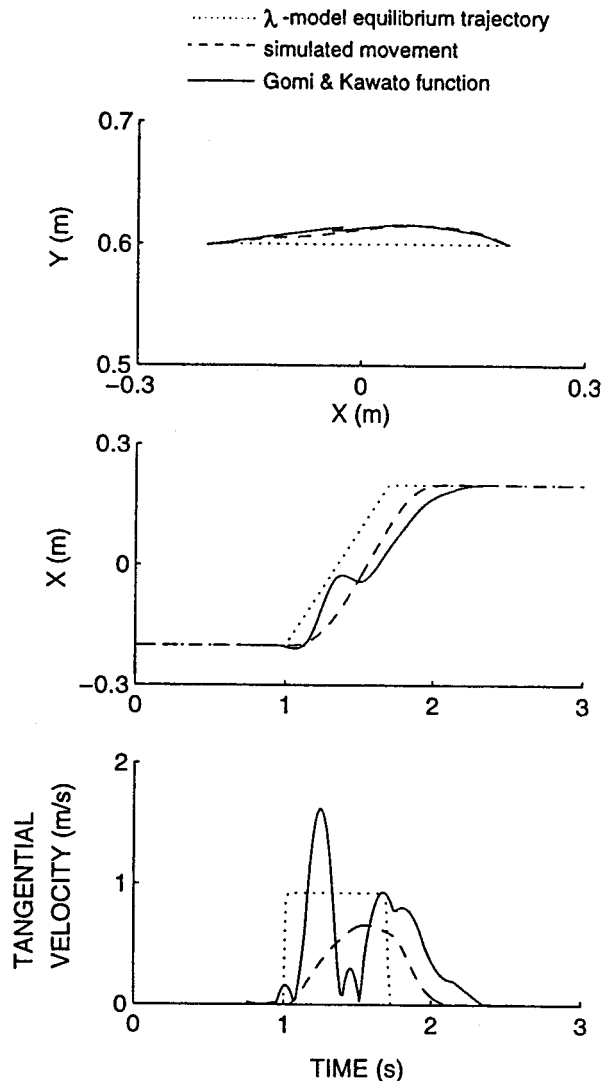 λ -model equilibrium trajectory
simulated movement
Gomi & Kawato function
0.7
Y (m)
0.6
0.5
−0.3
0
0.3
X (m)
0.3
X (m)
0
−0.3
0
1
2
3
2
TANGENTIAL
VELOCITY (m/s)
1
0
0
1
2
3
TIME (s)